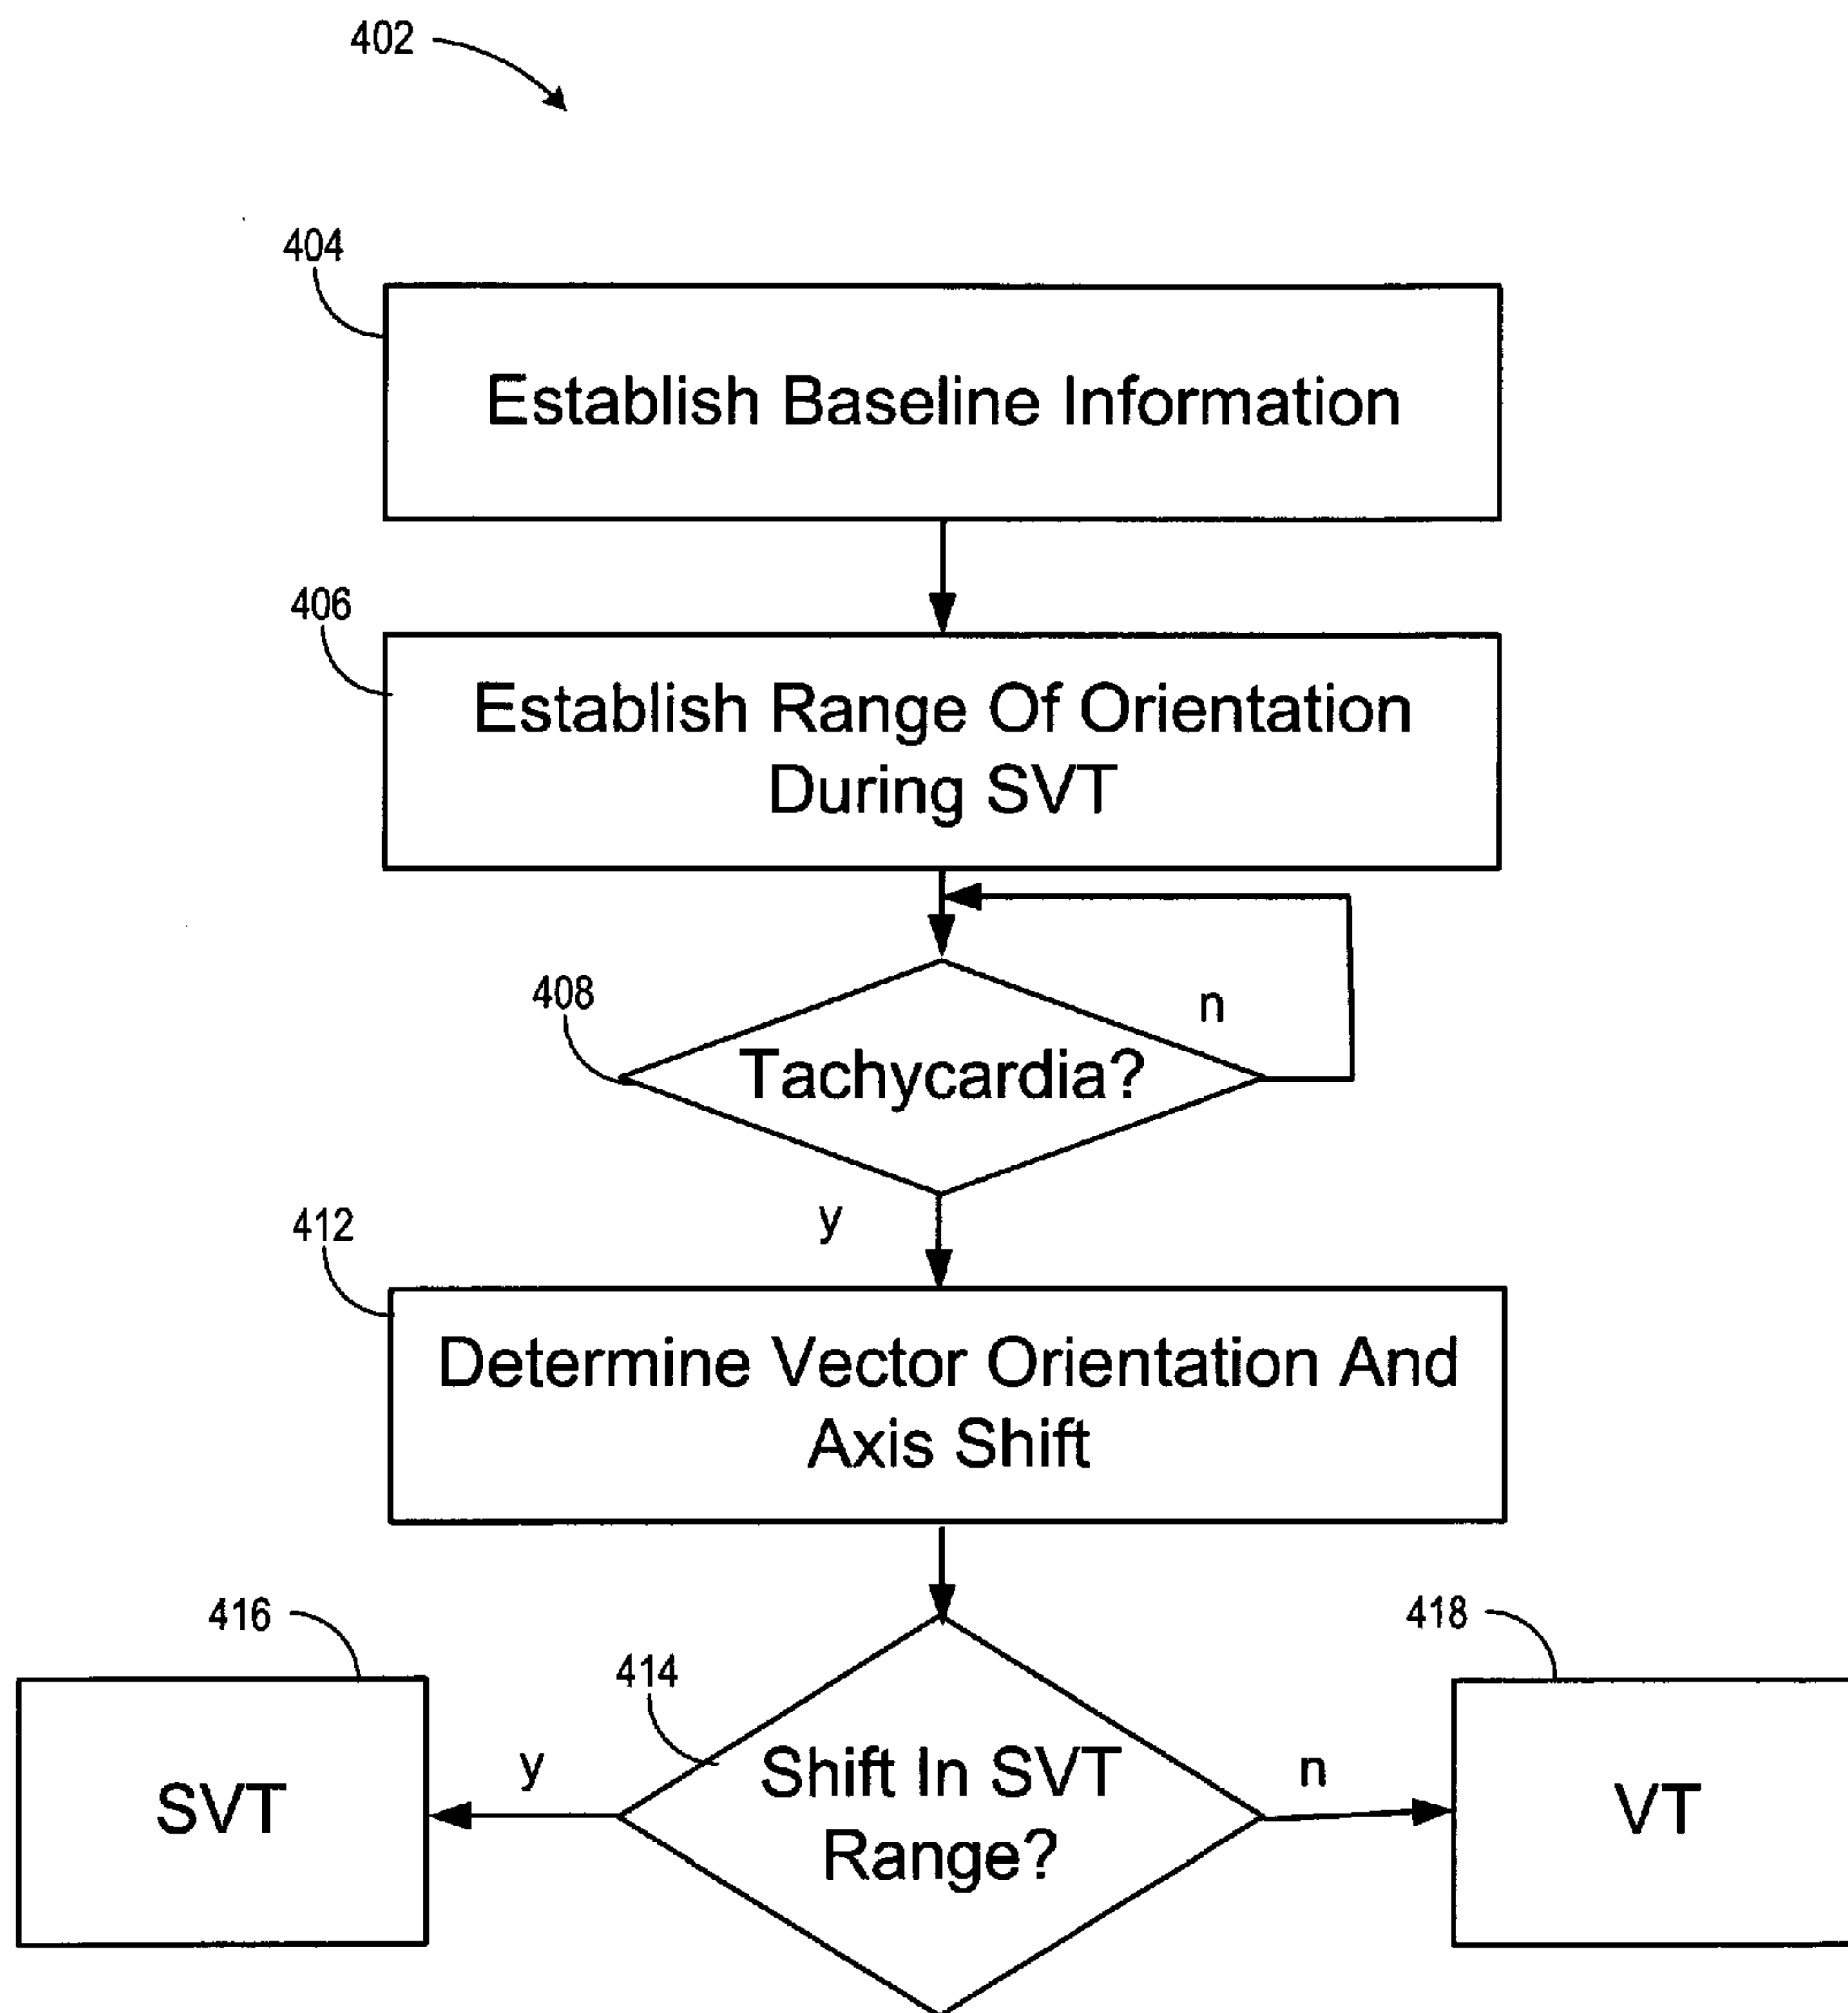 402
404
Establish Baseline Information
406
Establish Range Of Orientation
During SVT
408
n
Tachycardia?
y
412
Determine Vector Orientation And
Axis Shift
416
418
414
SVT
y
Shift In SVT
Range?
n
VT